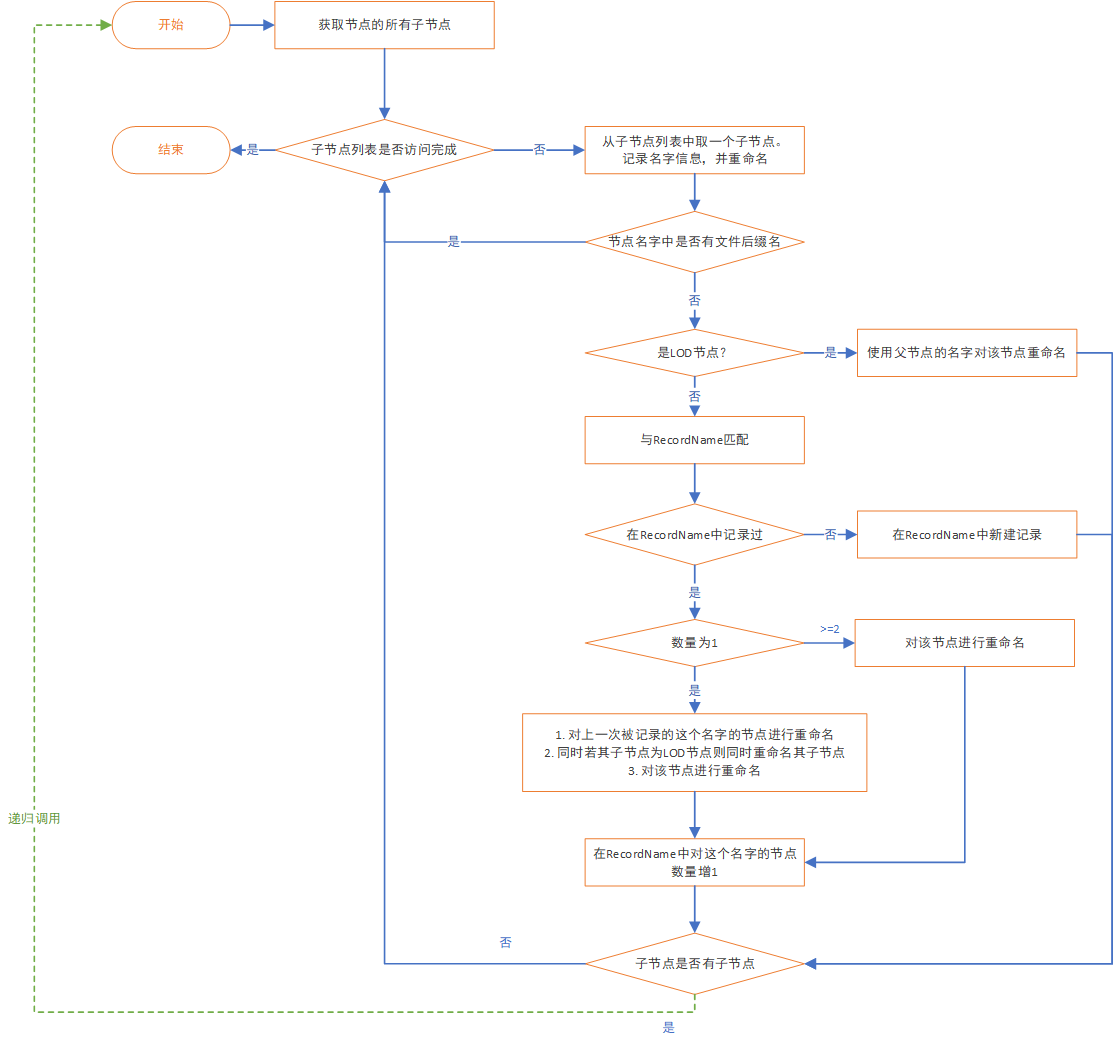 开始
获取节点的所有子节点
结束
是
子节点列表是否访问完成
否
从子节点列表中取一个子节点。
记录名字信息，并重命名
是
节点名字中是否有文件后缀名
否
是LOD节点?
是
使用父节点的名字对该节点重命名
否
与RecordName匹配
在RecordName中记录过
否
在RecordName中新建记录
是
数量为1
>=2
对该节点进行重命名
是
1. 对上一次被记录的这个名字的节点进行重命名
2. 同时若其子节点为LOD节点则同时重命名其子节点
3. 对该节点进行重命名
递归调用
在RecordName中对这个名字的节点
数量增1
否
子节点是否有子节点
是